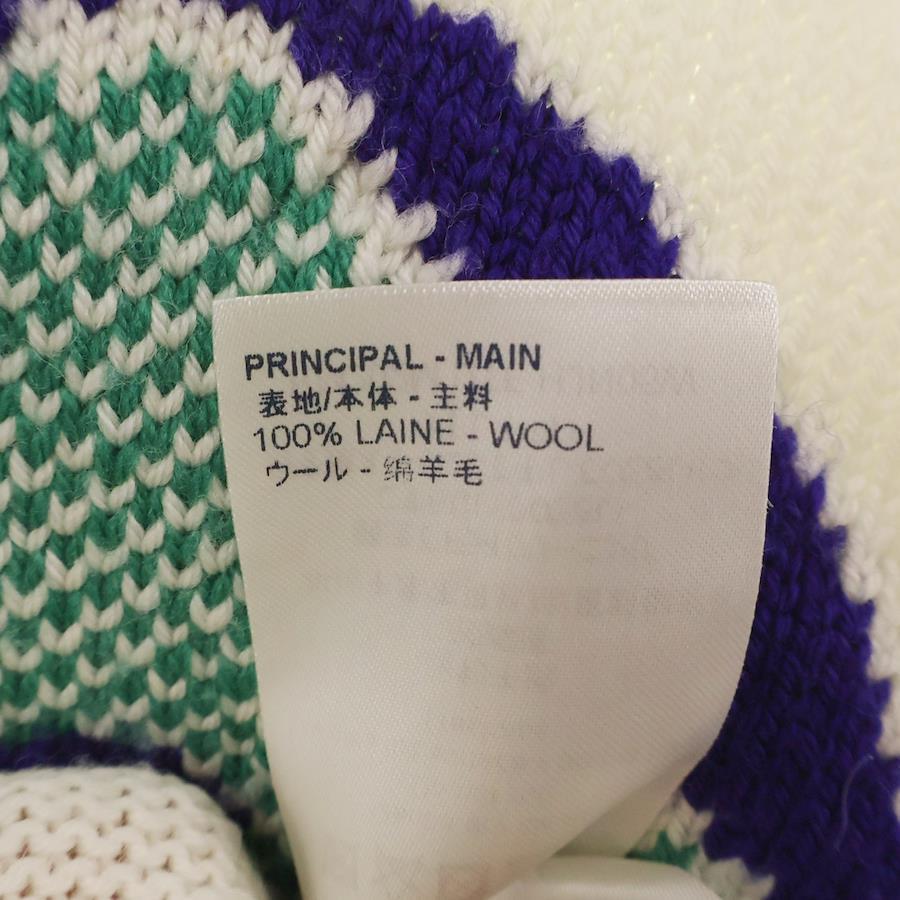 PRINCIPAL - MAIN
表地/本体 - 主料
100% LAINE - WOOL
ウール - 绵羊毛